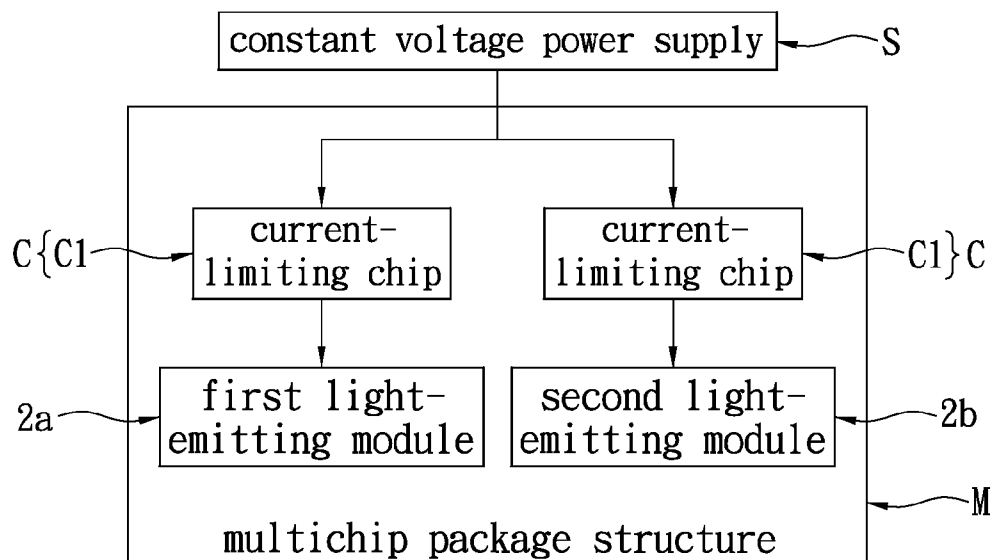 constant voltage power supply
S
current-
limiting chip
C{C1
current-
limiting chip
C1}C
first light-
emitting module
2a
second light-
emitting module
2b
M
multichip package structure